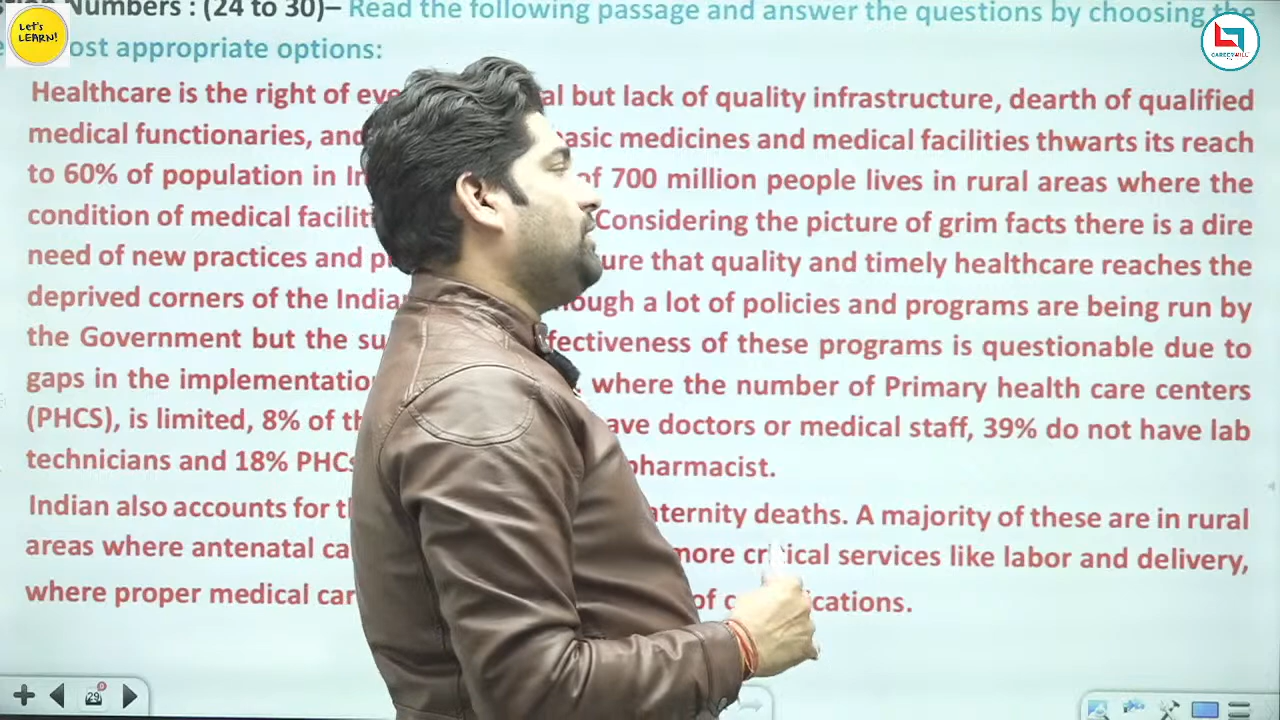 Numbers : (24 to 30)– Read the following passage and answer the questions by choosing the
ost appropriate options:
Let's
LEARN!
CAREERWILL
Healthcare is the right of eve al but lack of quality infrastructure, dearth of qualified
medical functionaries, and asic medicines and medical facilities thwarts its reach
to 60% of population in In of 700 million people lives in rural areas where the
condition of medical faciliti Considering the picture of grim facts there is a dire
need of new practices and p ure that quality and timely healthcare reaches the
deprived corners of the Indian ough a lot of policies and programs are being run by
the Government but the su fectiveness of these programs is questionable due to
gaps in the implementatio . where the number of Primary health care centers
(PHCS), is limited, 8% of th ave doctors or medical staff, 39% do not have lab
technicians and 18% PHCs pharmacist.
Indian also accounts for t aternity deaths. A majority of these are in rural
areas where antenatal ca more critical services like labor and delivery,
where proper medical car of c ications.
29